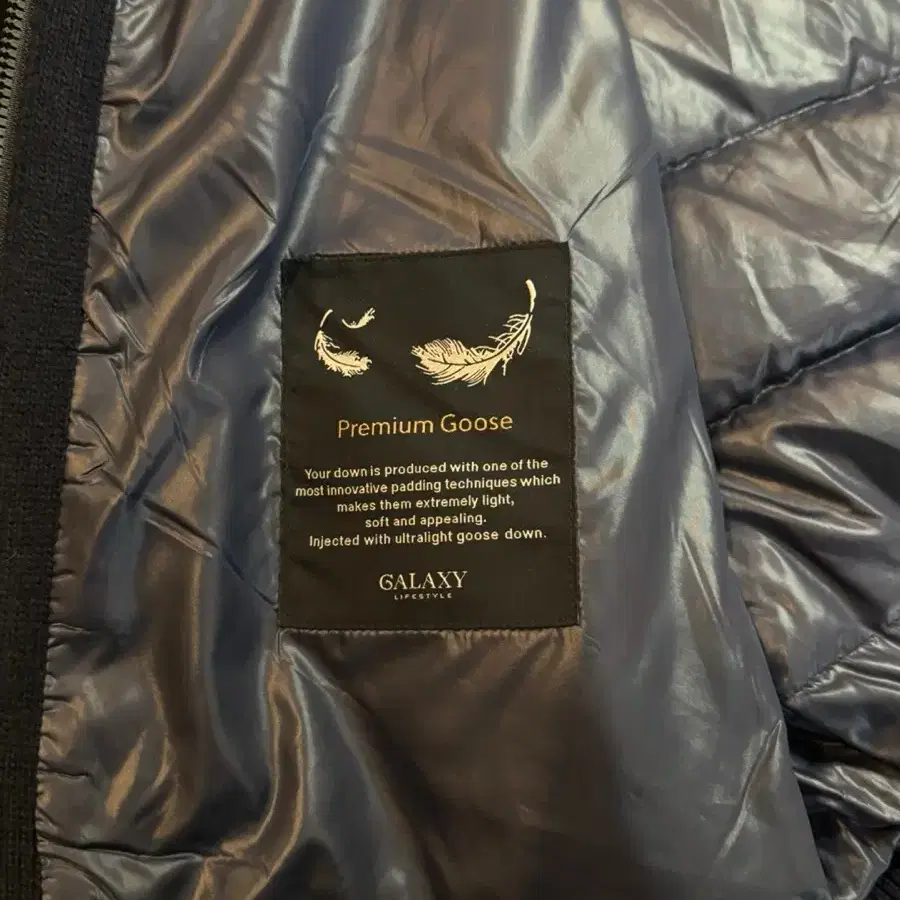 Premium Goose
Your down is produced with one of the
most innovative padding techniques which
makes them extremely light,
soft and appealing.
Injected with ultralight goose down.
GALAXY
LIFESTYLE